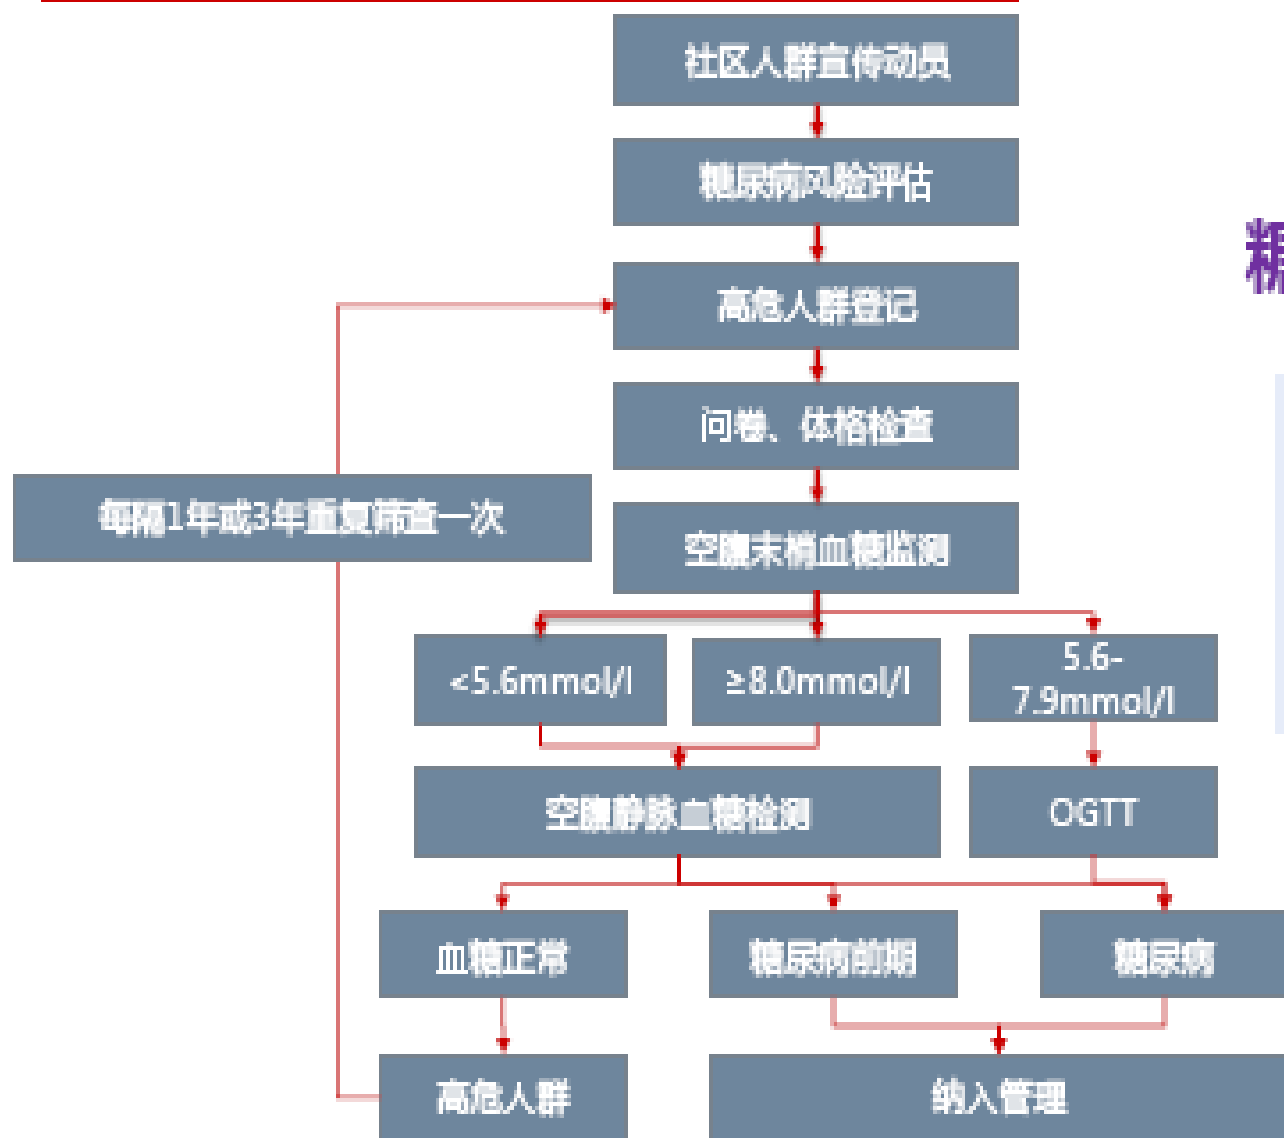 社区人群宣传动员
糖尿病风险评估
糖
高危人群登记
问卷、体格检查
每隔1年或3年重复筛查一次
空腹末梢血糖监测
<5.6mmol/l
≥8.0mmol/l
5.6-
7.9mmol/l
空腹静脉血糖检测
OGTT
血糖正常
糖尿病前期
糖尿病
高危人群
纳入管理